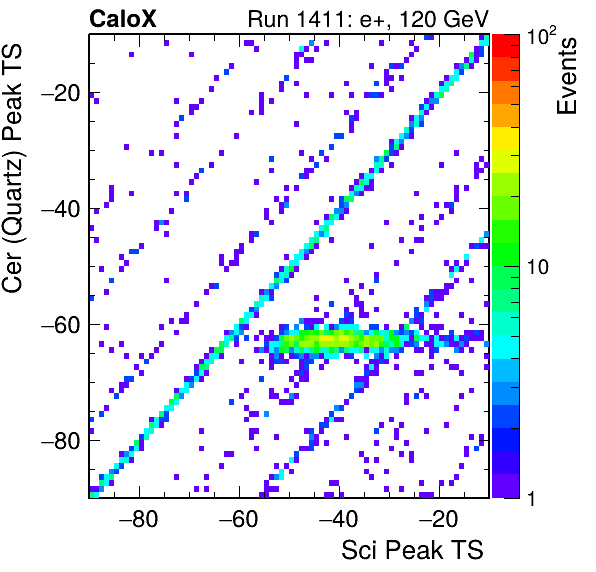 CaloX Run 1411: e+, 120 GeV
Cer (Quartz) Peak TS
−20
−40
−60
−80
−80 −60 −40 −20
Sci Peak TS
10²
10
1
Events